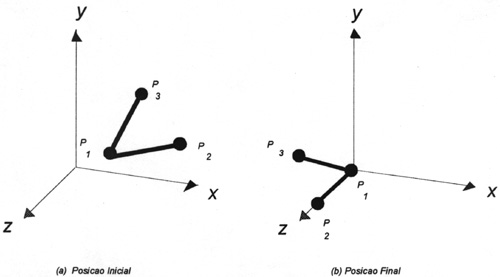 y
P
3
P
1
P
2
x
z
(a) Posicao Inicial
y
P
3
P
1
x
z
P
2
(b) Posicao Final